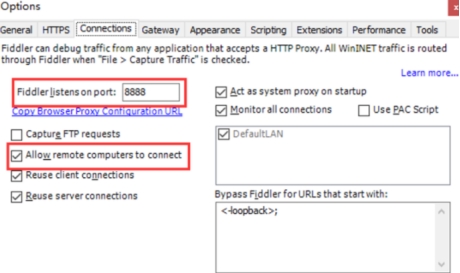 Options
General HTTPS Connections Gateway Appearance Scripting Extensions Performance Tools
Fiddler can debug traffic from any application that accepts a HTTP Proxy. All WinINET traffic is routed
through Fiddler when "File > Capture Traffic" is checked.
Learn more...
Fiddler listens on port: 8888
Copy Browser Proxy Configuration URL
Capture FTP requests
Allow remote computers to connect
Reuse client connections
Reuse server connections
Act as system proxy on startup
Monitor all connections Use PAC Script
DefaultLAN
Bypass Fiddler for URLs that start with:
<-loopback>;